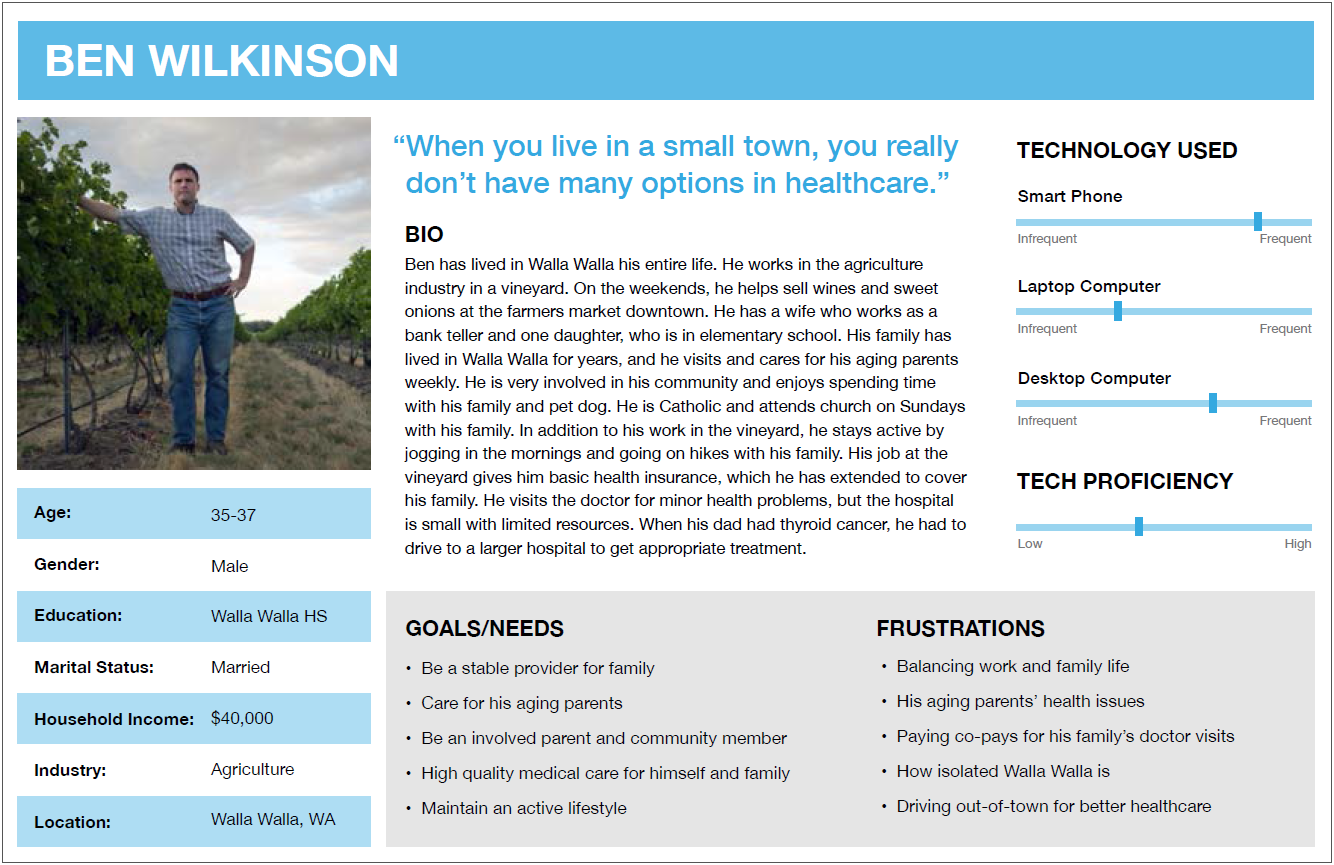 BEN WILKINSON
“When you live in a small town, you really
don’t have many options in healthcare.”
BIO
Ben has lived in Walla Walla his entire life. He works in the agriculture
industry in a vineyard. On the weekends, he helps sell wines and sweet
onions at the farmers market downtown. He has a wife who works as a
bank teller and one daughter, who is in elementary school. His family has
lived in Walla Walla for years, and he visits and cares for his aging parents
weekly. He is very involved in his community and enjoys spending time
with his family and pet dog. He is Catholic and attends church on Sundays
with his family. In addition to his work in the vineyard, he stays active by
jogging in the mornings and going on hikes with his family. His job at the
vineyard gives him basic health insurance, which he has extended to cover
his family. He visits the doctor for minor health problems, but the hospital
is small with limited resources. When his dad had thyroid cancer, he had to
drive to a larger hospital to get appropriate treatment.
TECHNOLOGY USED
Smart Phone
Infrequent Frequent
Laptop Computer
Infrequent Frequent
Desktop Computer
Infrequent Frequent
TECH PROFICIENCY
Low High
Age: 35-37
Gender: Male
Education: Walla Walla HS
Marital Status: Married
Household Income: $40,000
Industry: Agriculture
Location: Walla Walla, WA
GOALS/NEEDS
• Be a stable provider for family
• Care for his aging parents
• Be an involved parent and community member
• High quality medical care for himself and family
• Maintain an active lifestyle
FRUSTRATIONS
• Balancing work and family life
• His aging parents’ health issues
• Paying co-pays for his family’s doctor visits
• How isolated Walla Walla is
• Driving out-of-town for better healthcare